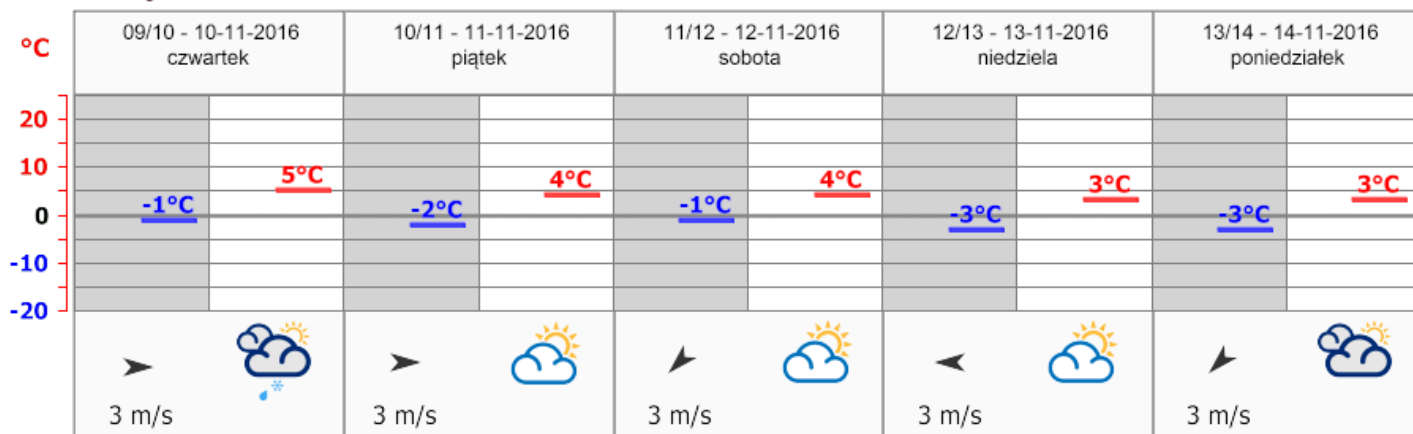 09/10 - 10-11-2016
czwartek
10/11 - 11-11-2016
piątek
11/12 - 12-11-2016
sobota
12/13 - 13-11-2016
niedziela
13/14 - 14-11-2016
poniedziałek
°C
20
10
0
-10
-20
-1°C
5°C
-2°C
4°C
-1°C
4°C
-3°C
3°C
-3°C
3°C
3 m/s
3 m/s
3 m/s
3 m/s
3 m/s